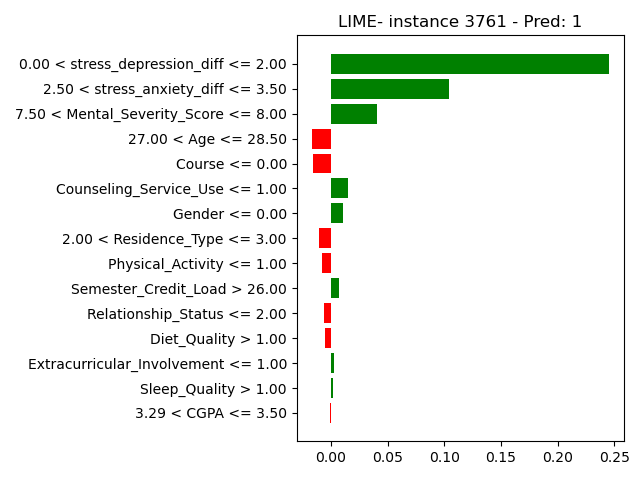 LIME- instance 3761 - Pred: 1
0.00 < stress_depression_diff <= 2.00
2.50 < stress_anxiety_diff <= 3.50
7.50 < Mental_Severity_Score <= 8.00
27.00 < Age <= 28.50
Course <= 0.00
Counseling_Service_Use <= 1.00
Gender <= 0.00
2.00 < Residence_Type <= 3.00
Physical_Activity <= 1.00
Semester_Credit_Load > 26.00
Relationship_Status <= 2.00
Diet_Quality > 1.00
Extracurricular_Involvement <= 1.00
Sleep_Quality > 1.00
3.29 < CGPA <= 3.50
0.00 0.05 0.10 0.15 0.20 0.25